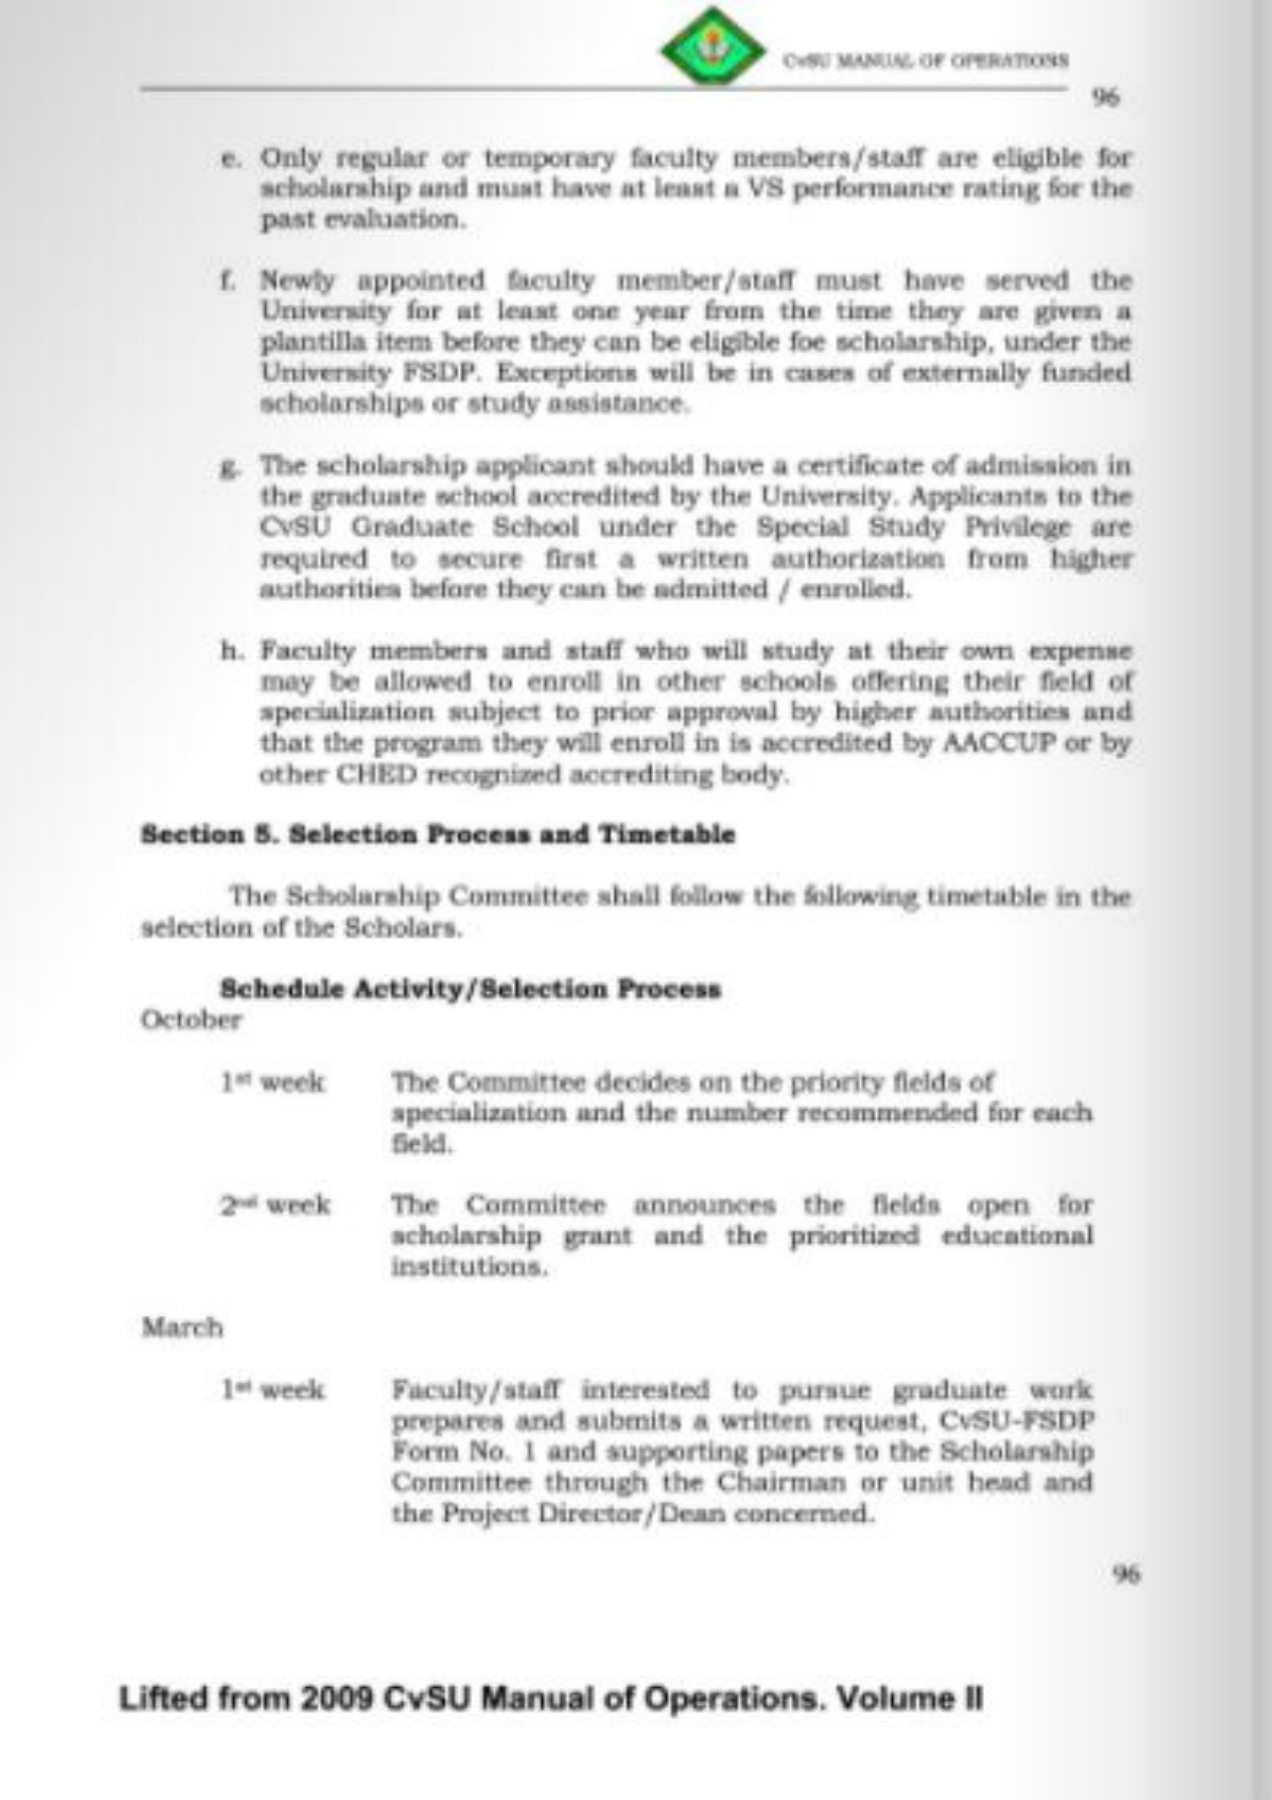 CvSU MANUAL OF OPERATIONS
96
e. Only regular or temporary faculty members/staff are eligible for
scholarship and must have at least a VS performance rating for the
past evaluation.
f. Newly appointed faculty member/staff must have served the
University for at least one year from the time they are given a
plantilla item before they can be eligible foe scholarship, under the
University FSDP. Exceptions will be in cases of externally funded
scholarships or study assistance.
g. The scholarship applicant should have a certificate of admission in
the graduate school accredited by the University. Applicants to the
CvSU Graduate School under the Special Study Privilege are
required to secure first a written authorization from higher
authorities before they can be admitted / enrolled.
h. Faculty members and staff who will study at their own expense
may be allowed to enroll in other schools offering their field of
specialization subject to prior approval by higher authorities and
that the program they will enroll in is accredited by AACCUP or by
other CHED recognized accrediting body.
Section 5. Selection Process and Timetable
The Scholarship Committee shall follow the following timetable in the
selection of the Scholars.
Schedule Activity/Selection Process
October
1st week The Committee decides on the priority fields of
specialization and the number recommended for each
field.
2nd week The Committee announces the fields open for
scholarship grant and the prioritized educational
institutions.
March
1st week Faculty/staff interested to pursue graduate work
prepares and submits a written request, CvSU-FSDP
Form No. 1 and supporting papers to the Scholarship
Committee through the Chairman or unit head and
the Project Director/Dean concerned.
96
Lifted from 2009 CvSU Manual of Operations. Volume II